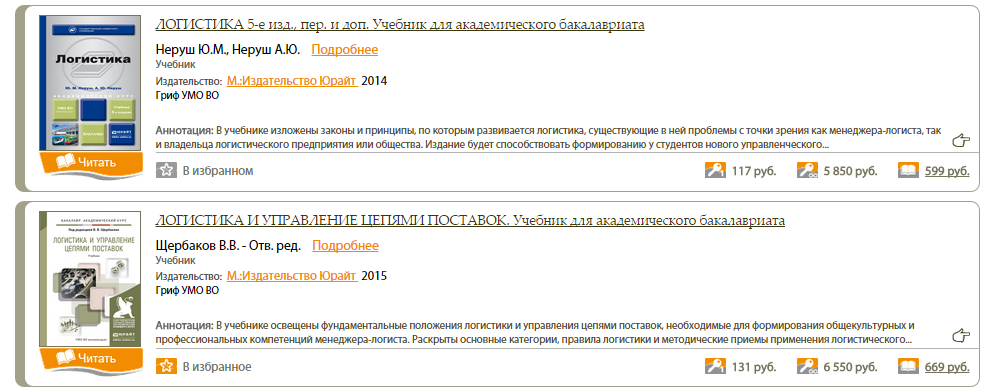 ЛОГИСТИКА 5-е изд., пер. и доп. Учебник для академического бакалавриата
Неруш Ю.М., Неруш А.Ю. Подробнее
Учебник
Издательство: М.:Издательство Юрайт 2014
Гриф УМО ВО
Аннотация: В учебнике изложены законы и принципы, по которым развивается логистика, существующие в ней проблемы с точки зрения как менеджера-логиста, так
и владельца логистического предприятия или общества. Издание будет способствовать формированию у студентов нового управленческого...
Логистика
Читать
В избранном
117 руб. 5 850 руб. 599 руб.
ЛОГИСТИКА И УПРАВЛЕНИЕ ЦЕПЯМИ ПОСТАВОК. Учебник для академического бакалавриата
Щербаков В.В. - Отв. ред. Подробнее
Учебник
Издательство: М.:Издательство Юрайт 2015
Гриф УМО ВО
Аннотация: В учебнике освещены фундаментальные положения логистики и управления цепями поставок, необходимые для формирования общекультурных и
профессиональных компетенций менеджера-логиста. Раскрыты основные категории, правила логистики и методические приемы применения логистического...
ЛОГИСТИКА И УПРАВЛЕНИЕ
ЦЕПЯМИ ПОСТАВОК
Читать
В избранное
131 руб. 6 550 руб. 669 руб.